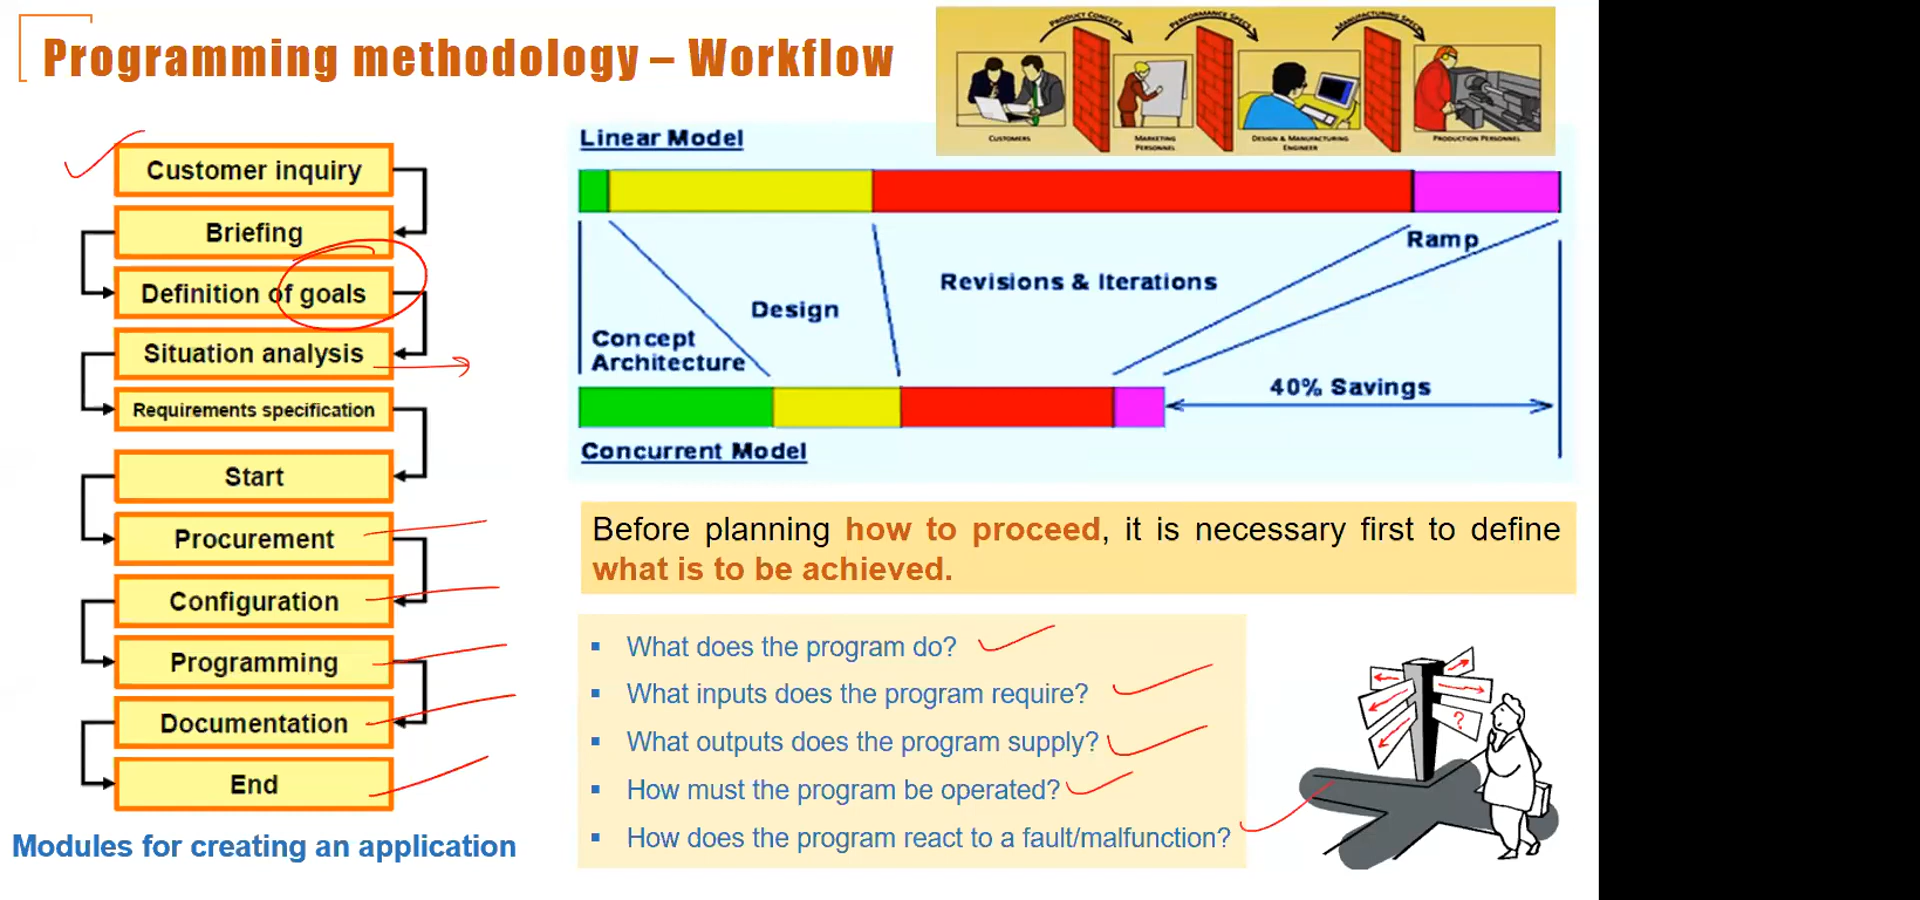 Programming methodology – Workflow
PRODUCT CONCEPT
PERFORMANCE SPECS
MANUFACTURING SPECS
CUSTOMERS
MARKETING
PERSONNEL
DESIGN & MANUFACTURING
ENGINEER
PRODUCTION PERSONNEL
Customer inquiry
Briefing
Definition of goals
Situation analysis
Requirements specification
Start
Procurement
Configuration
Programming
Documentation
End
Modules for creating an application
Linear Model
Ramp
Revisions & Iterations
Design
Concept
Architecture
40% Savings
Concurrent Model
Before planning how to proceed, it is necessary first to define
what is to be achieved.
▪ What does the program do?
▪ What inputs does the program require?
▪ What outputs does the program supply?
▪ How must the program be operated?
▪ How does the program react to a fault/malfunction?
?